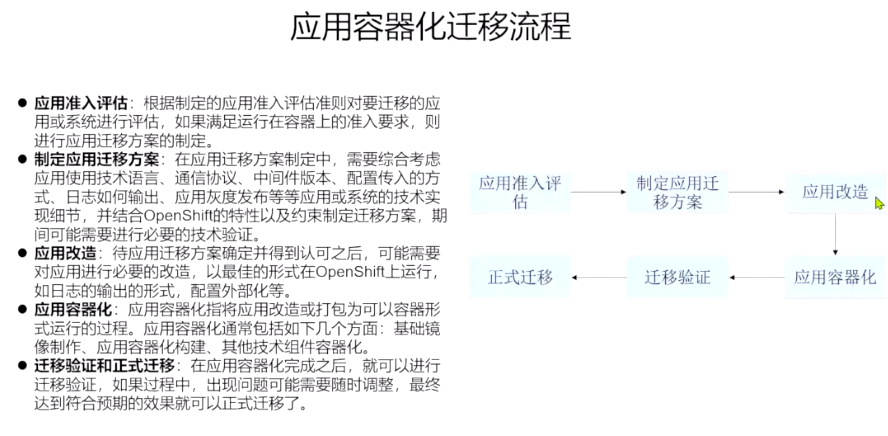 应用容器化迁移流程
● 应用准入评估：根据制定的应用准入评估准则对要迁移的应
用或系统进行评估，如果满足运行在容器上的准入要求，则
进行应用迁移方案的制定。
● 制定应用迁移方案：在应用迁移方案制定中，需要综合考虑
应用使用技术语言、通信协议、中间件版本、配置传入的方
式、日志如何输出、应用灰度发布等等应用或系统的技术实
现细节，并结合OpenShift的特性以及约束制定迁移方案，期
间可能需要进行必要的技术验证。
● 应用改造：待应用迁移方案确定并得到认可之后，可能需要
对应用进行必要的改造，以最佳的形式在OpenShift上运行，
如日志的输出的形式，配置外部化等。
● 应用容器化：应用容器化指将应用改造或打包为可以容器形
式运行的过程。应用容器化通常包括如下几个方面：基础镜
像制作、应用容器化构建、其他技术组件容器化。
● 迁移验证和正式迁移：在应用容器化完成之后，就可以进行
迁移验证，如果过程中，出现问题可能需要随时调整，最终
达到符合预期的效果就可以正式迁移了。
应用准入评
估
制定应用迁
移方案
应用改造
正式迁移
迁移验证
应用容器化